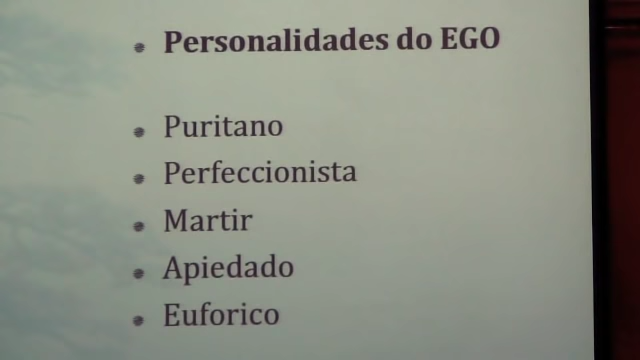 • Personalidades do EGO
• Puritano
• Perfeccionista
• Martir
• Apiedado
• Euforico